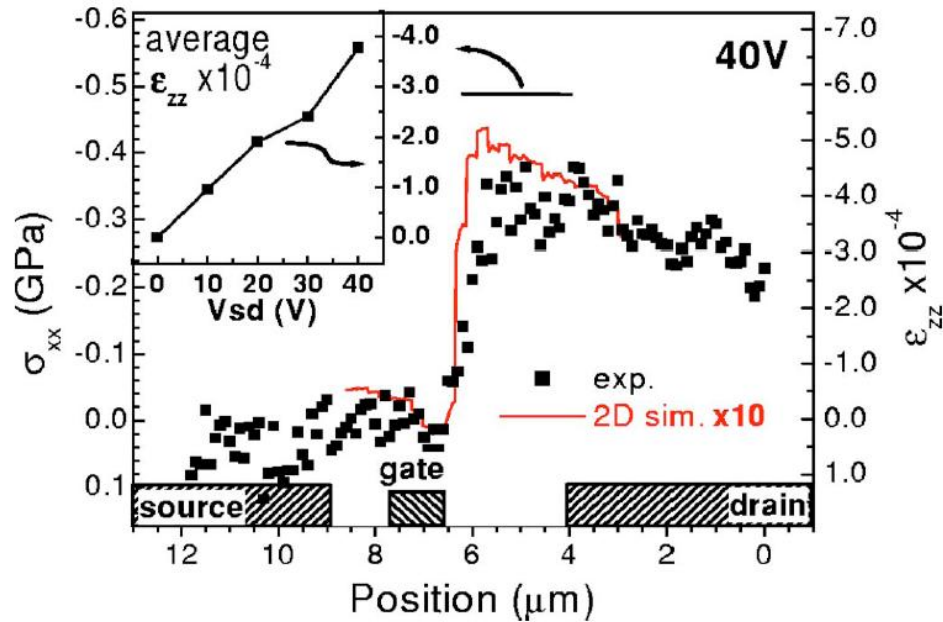 -0.6
-0.5
-0.4
-0.3
-0.2
-0.1
0.0
0.1
σxx (GPa)
average
εzz x10⁻⁴
-4.0
-3.0
-2.0
-1.0
0.0
0 10 20 30 40
Vsd (V)
40V
-7.0
-6.0
-5.0
-4.0
-3.0
-2.0
-1.0
0.0
1.0
εzz x10⁻⁴
exp.
2D sim. x10
gate
source
drain
12 10 8 6 4 2 0
Position (μm)